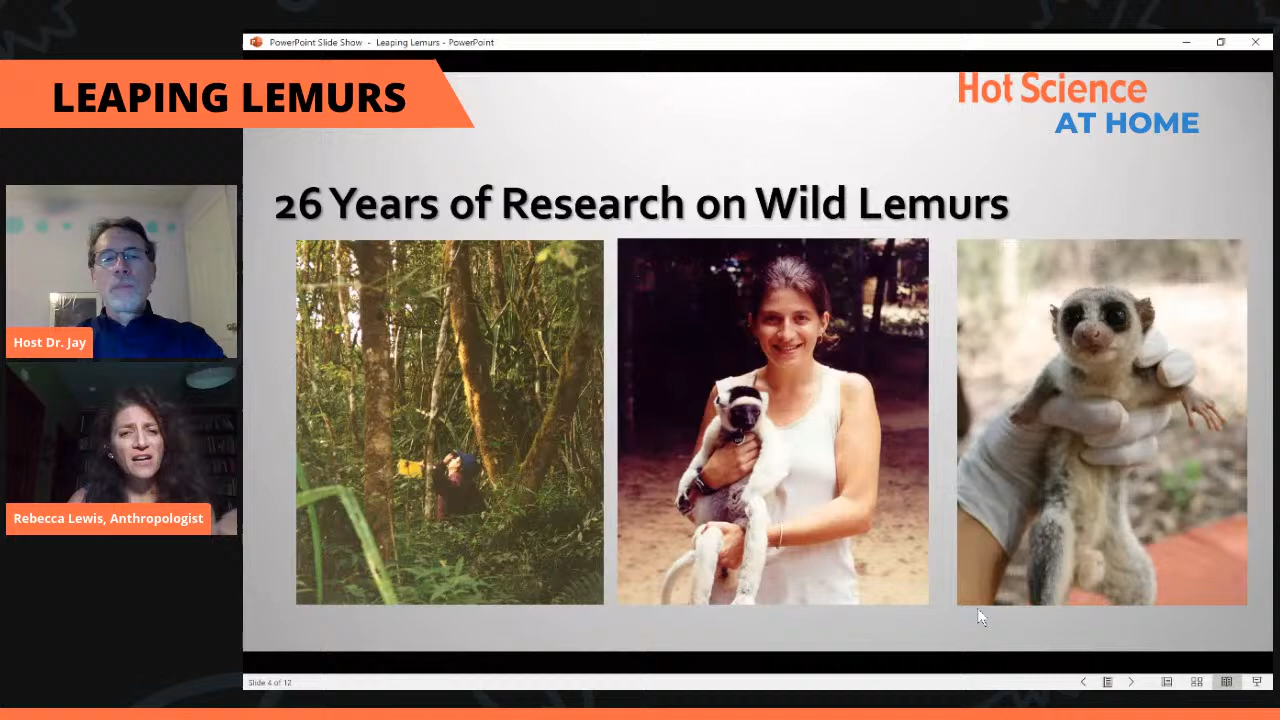 PowerPoint Slide Show - Leaping Lemurs - PowerPoint
LEAPING LEMURS
Hot Science
AT HOME
26 Years of Research on Wild Lemurs
Host Dr. Jay
Rebecca Lewis, Anthropologist
Slide 4 of 12